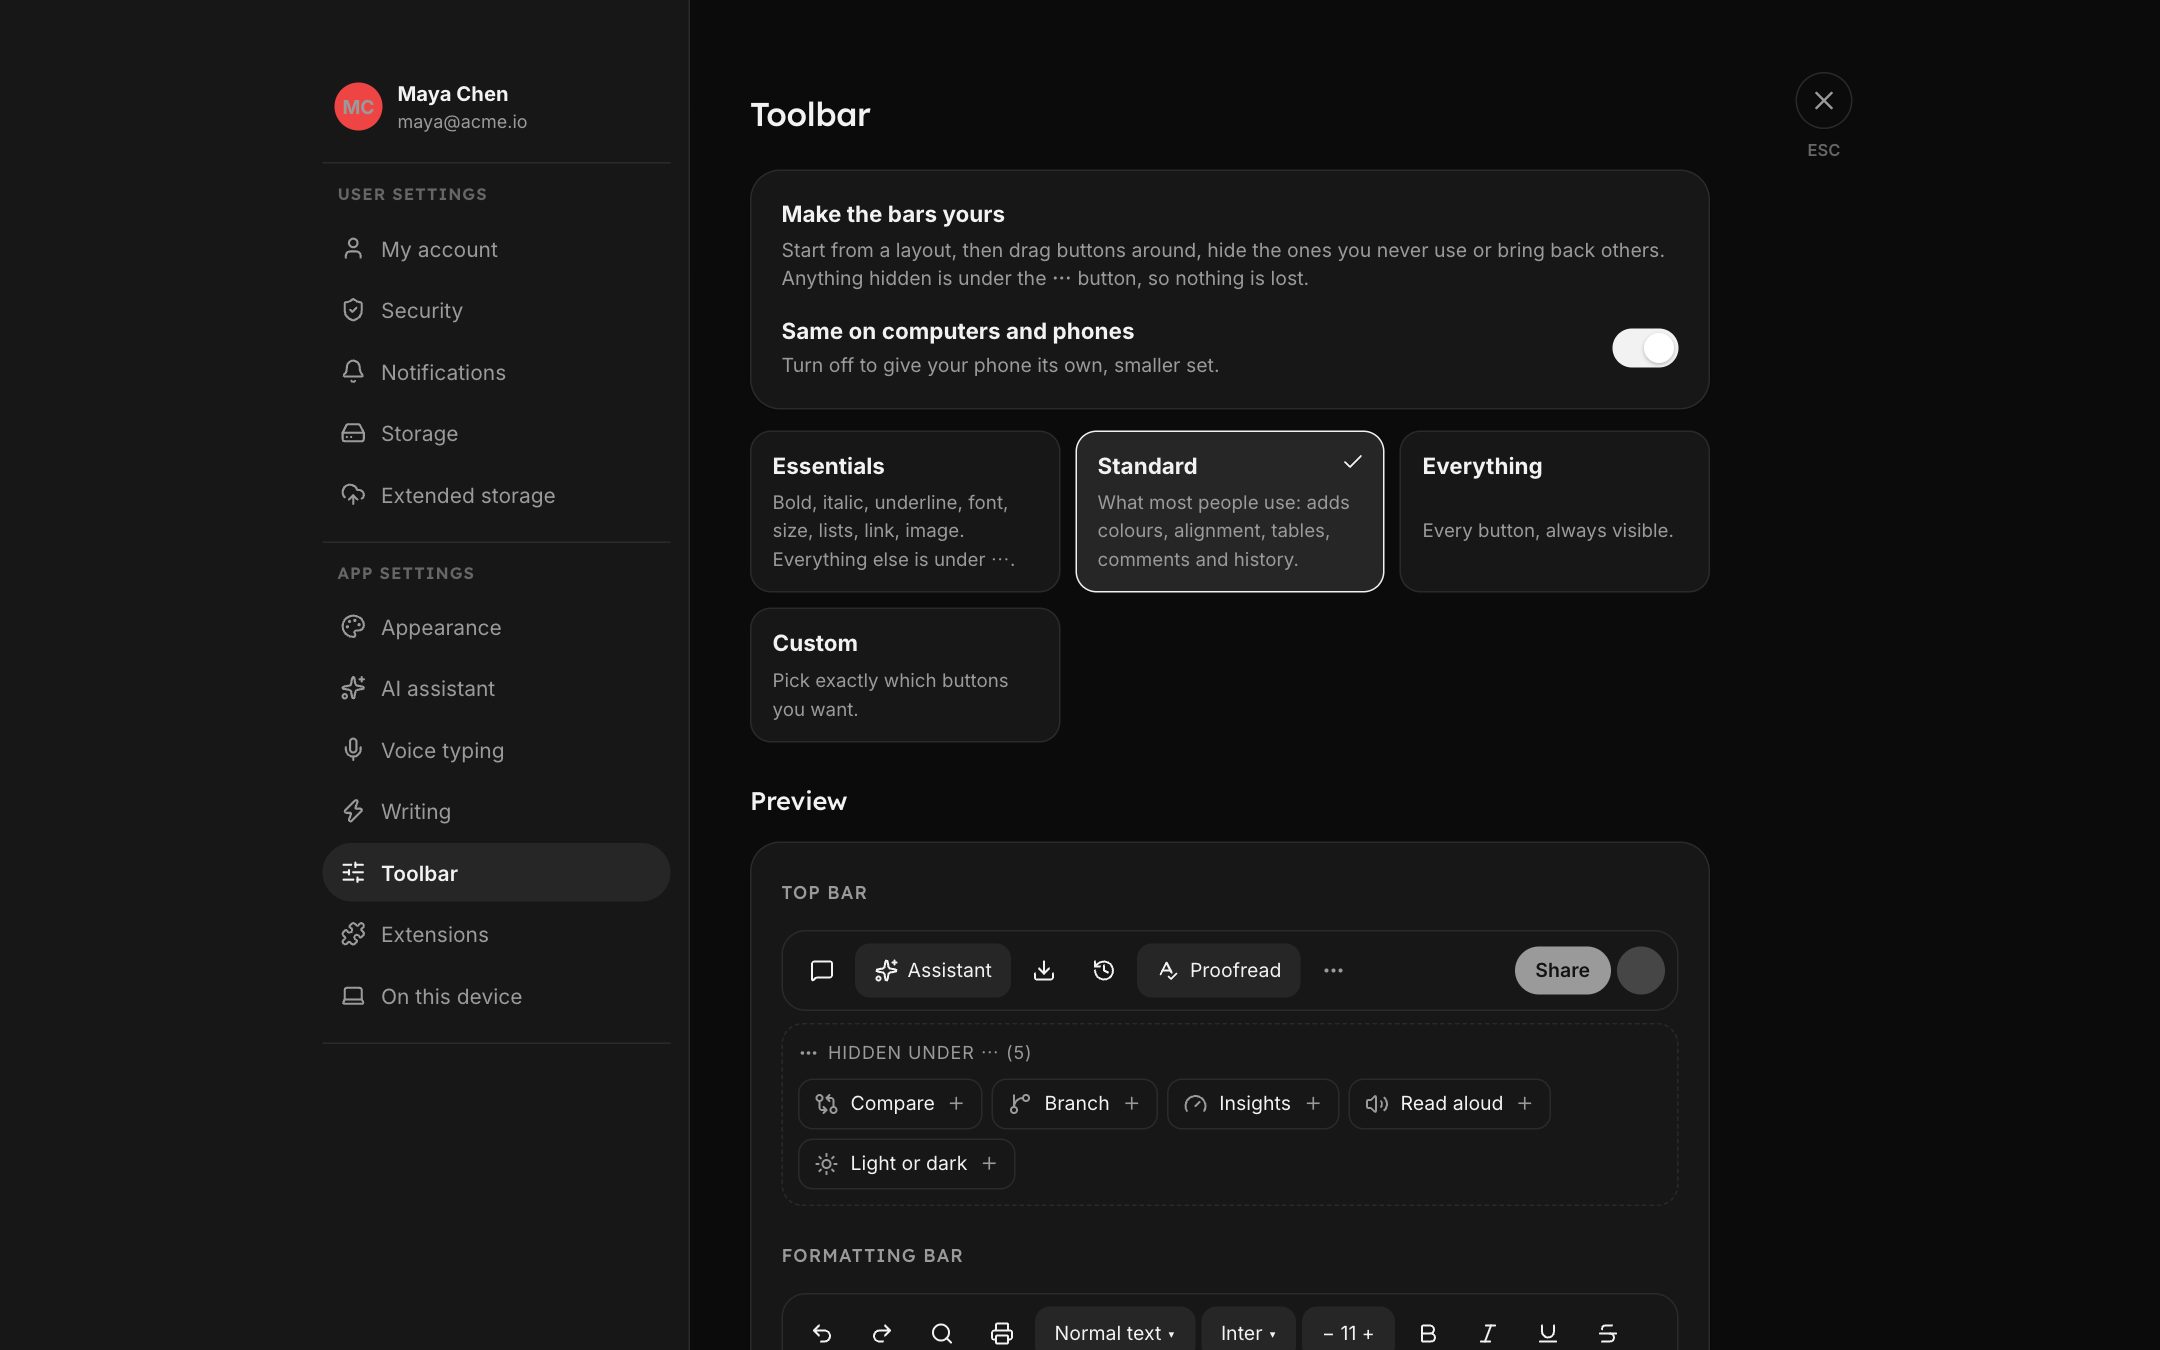 MC
Maya Chen
maya@acme.io
USER SETTINGS
My account
Security
Notifications
Storage
Extended storage
APP SETTINGS
Appearance
AI assistant
Voice typing
Writing
Toolbar
Extensions
On this device
Toolbar
ESC
Make the bars yours
Start from a layout, then drag buttons around, hide the ones you never use or bring back others.
Anything hidden is under the ··· button, so nothing is lost.
Same on computers and phones
Turn off to give your phone its own, smaller set.
Essentials
Bold, italic, underline, font,
size, lists, link, image.
Everything else is under ···.
Standard
What most people use: adds
colours, alignment, tables,
comments and history.
Everything
Every button, always visible.
Custom
Pick exactly which buttons
you want.
Preview
TOP BAR
Assistant
Proofread
Share
HIDDEN UNDER ··· (5)
Compare +
Branch +
Insights +
Read aloud +
Light or dark +
FORMATTING BAR
Normal text ▾
Inter ▾
− 11 +
B I U S